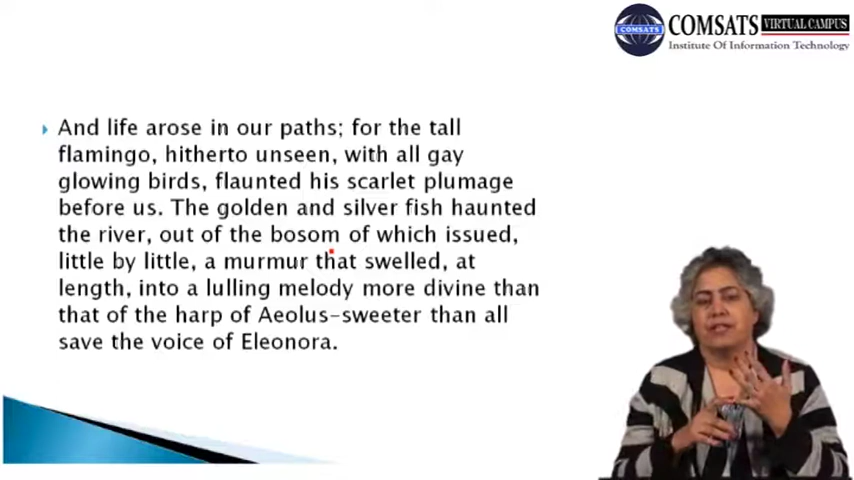 COMSATS
COMSATS VIRTUAL CAMPUS
Institute Of Information Technology
And life arose in our paths; for the tall
flamingo, hitherto unseen, with all gay
glowing birds, flaunted his scarlet plumage
before us. The golden and silver fish haunted
the river, out of the bosom of which issued,
little by little, a murmur that swelled, at
length, into a lulling melody more divine than
that of the harp of Aeolus-sweeter than all
save the voice of Eleonora.